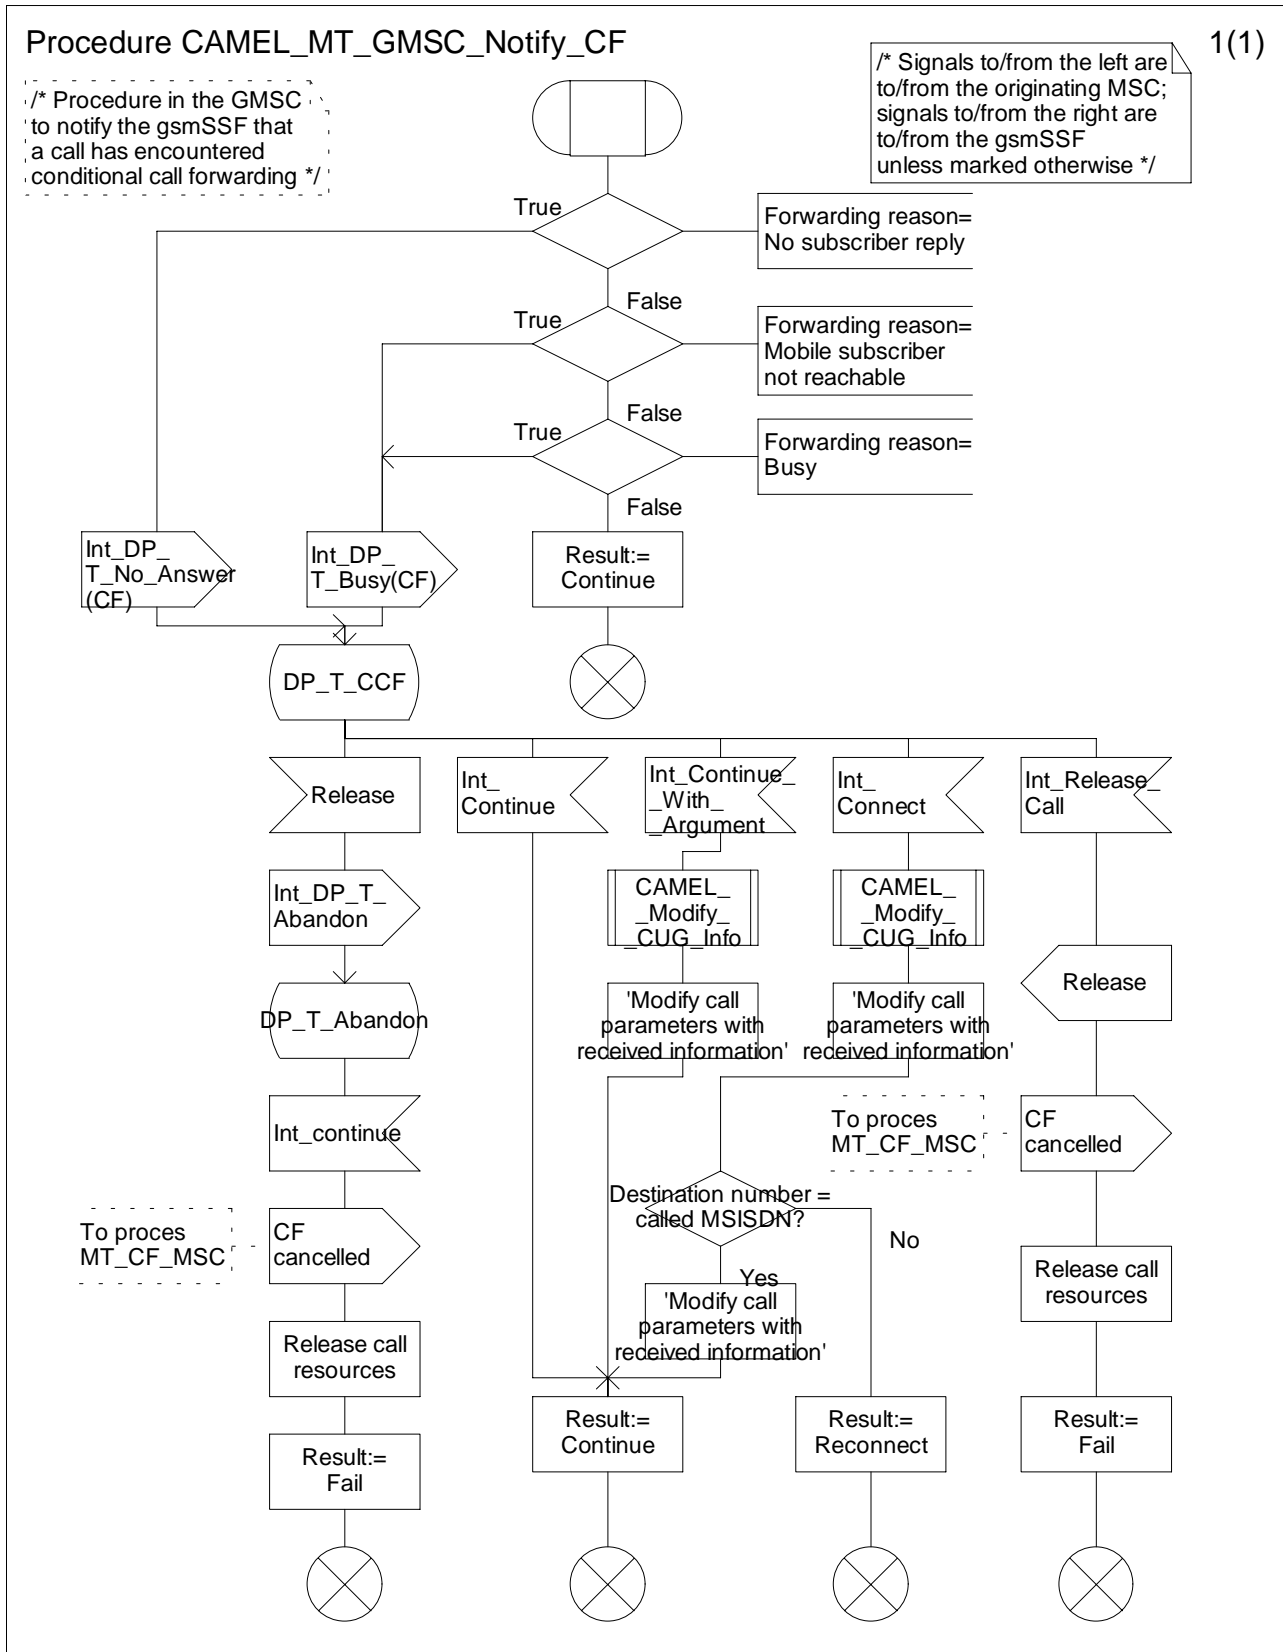 Procedure CAMEL_MT_GMSC_Notify_CF
1(1)
/* Procedure in the GMSC
to notify the gsmSSF that
a call has encountered
conditional call forwarding */
/* Signals to/from the left are
to/from the originating MSC;
signals to/from the right are
to/from the gsmSSF
unless marked otherwise */
True
Forwarding reason=
No subscriber reply
False
True
Forwarding reason=
Mobile subscriber
not reachable
False
True
Forwarding reason=
Busy
False
Int_DP_
T_No_Answer
(CF)
Int_DP_
T_Busy(CF)
Result:=
Continue
DP_T_CCF
Release
Int_
Continue
Int_Continue_
_With_
_Argument
Int_
Connect
Int_Release_
Call
Int_DP_T_
Abandon
CAMEL_
_Modify_
_CUG_Info
CAMEL_
_Modify_
_CUG_Info
Release
DP_T_Abandon
'Modify call
parameters with
received information'
'Modify call
parameters with
received information'
Int_continue
To proces
MT_CF_MSC
CF
cancelled
Destination number =
called MSISDN?
No
Yes
To proces
MT_CF_MSC
CF
cancelled
'Modify call
parameters with
received information'
Release call
resources
Release call
resources
Result:=
Continue
Result:=
Reconnect
Result:=
Fail
Result:=
Fail